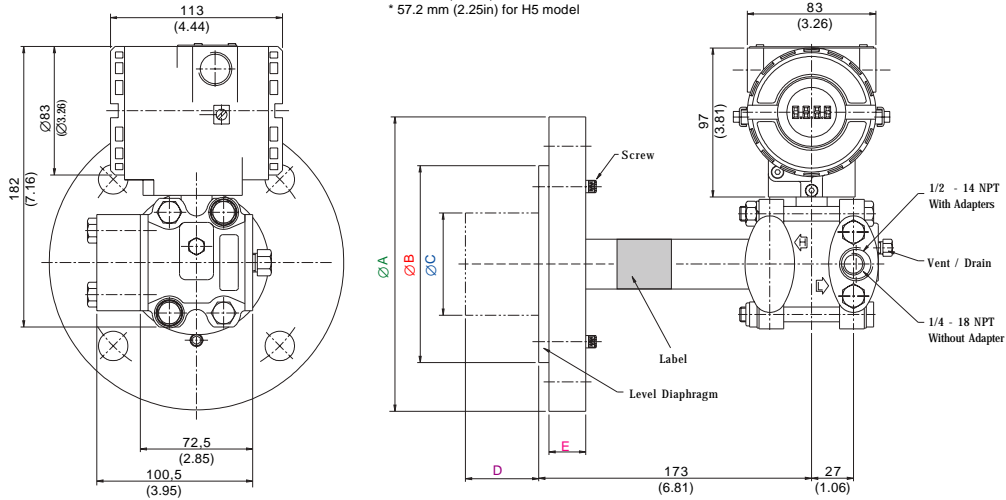 * 57.2 mm (2.25in) for H5 model
113
(4.44)
83
(3.26)
Ø83
(Ø3.26)
182
(7.16)
97
(3.81)
Screw
1/2 - 14 NPT
With Adapters
Vent / Drain
1/4 - 18 NPT
Without Adapter
ØA
ØB
ØC
H
L
Label
Level Diaphragm
72,5
(2.85)
100,5
(3.95)
D
E
173
(6.81)
27
(1.06)